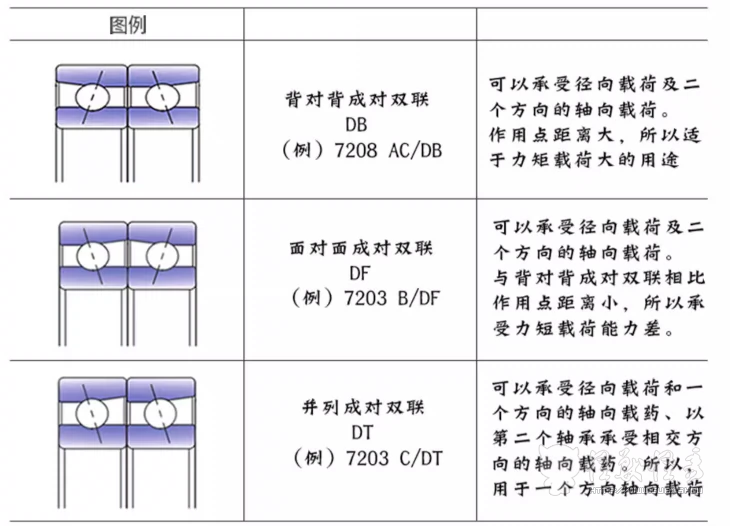 图例
背对背成对双联
DB
（例）7208 AC/DB
可以承受径向载荷及二
个方向的轴向载荷。
作用点距离大，所以适
于力矩载荷大的用途
面对面成对双联
DF
（例）7203 B/DF
可以承受径向载荷及二
个方向的轴向载荷。
与背对背成对双联相比
作用点距离小，所以承
受力短载荷能力差。
并列成对双联
DT
（例）7203 C/DT
可以承受径向载荷和一
个方向的轴向载药、以
第二个轴承承受相交方
向的轴向载药。所以，
用于一个方向轴向载荷